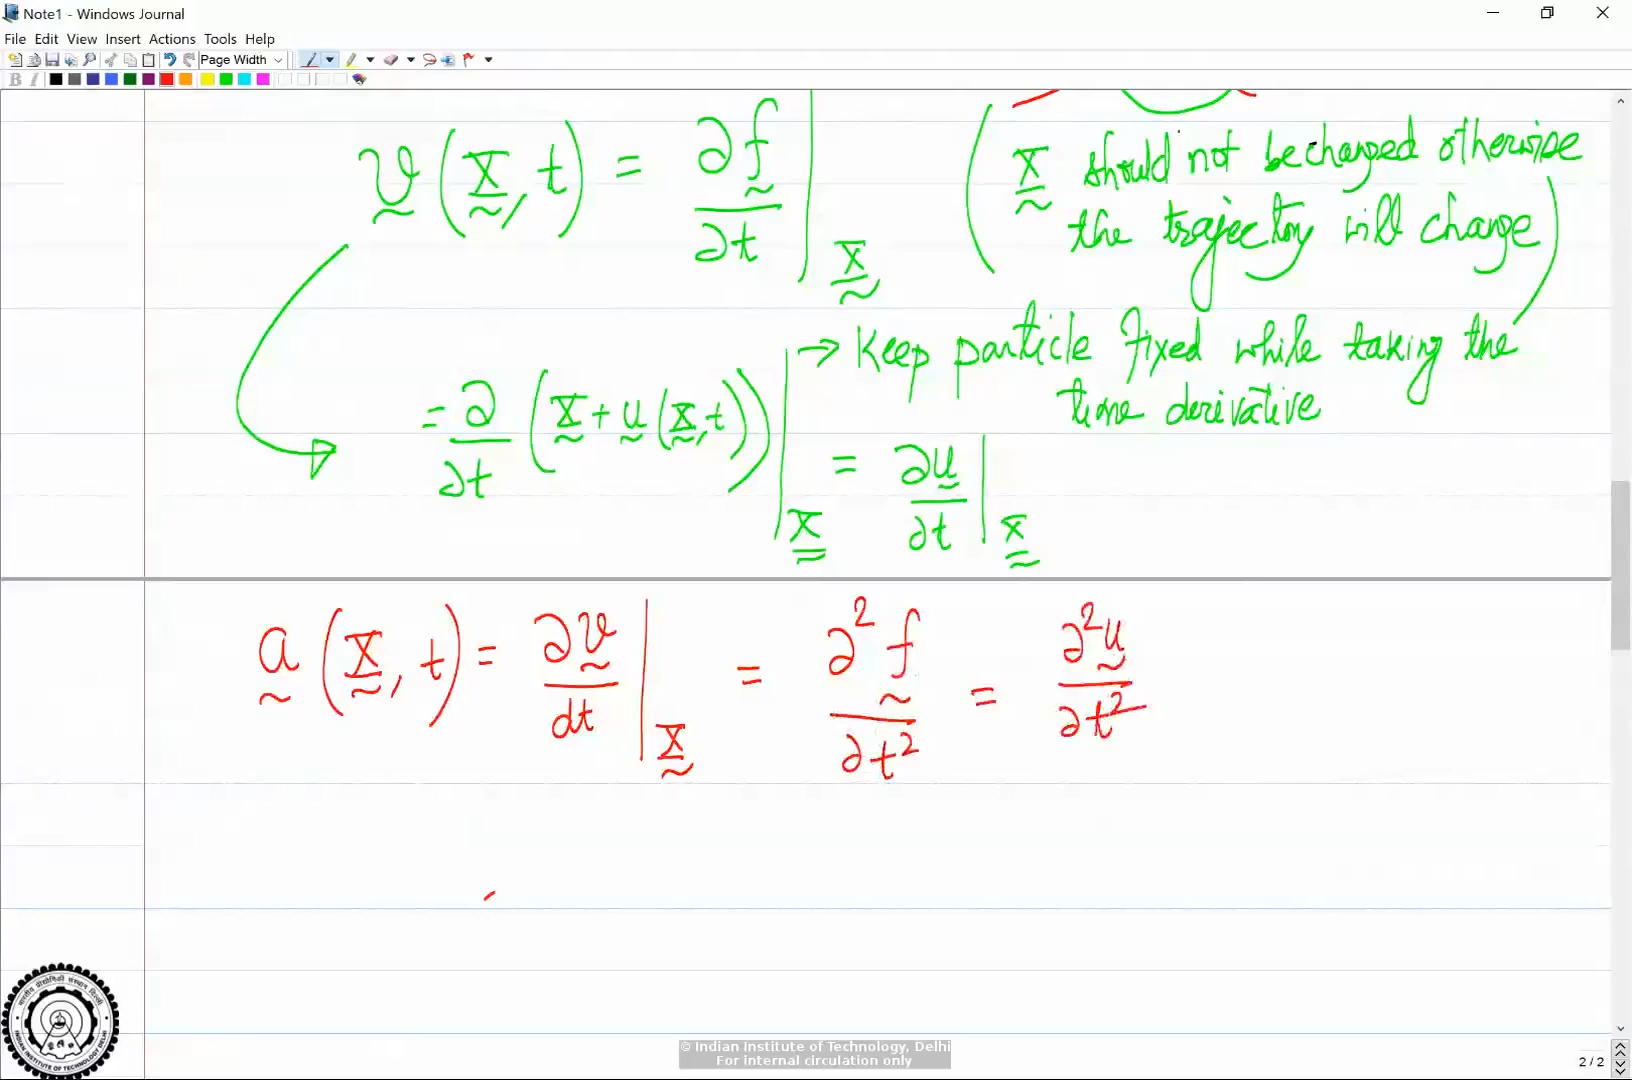 Note1 - Windows Journal
File Edit View Insert Actions Tools Help
Page Width
B I
v(X, t) = ∂f/∂t |X
( X should not be changed otherwise
the trajectory will change )
→ Keep particle fixed while taking the
time derivative
= ∂/∂t (X + u(X,t)) |X = ∂u/∂t |X
a(X, t) = ∂v/dt |X = ∂²f/∂t² = ∂²u/∂t²
© Indian Institute of Technology, Delhi
For internal circulation only
2 / 2